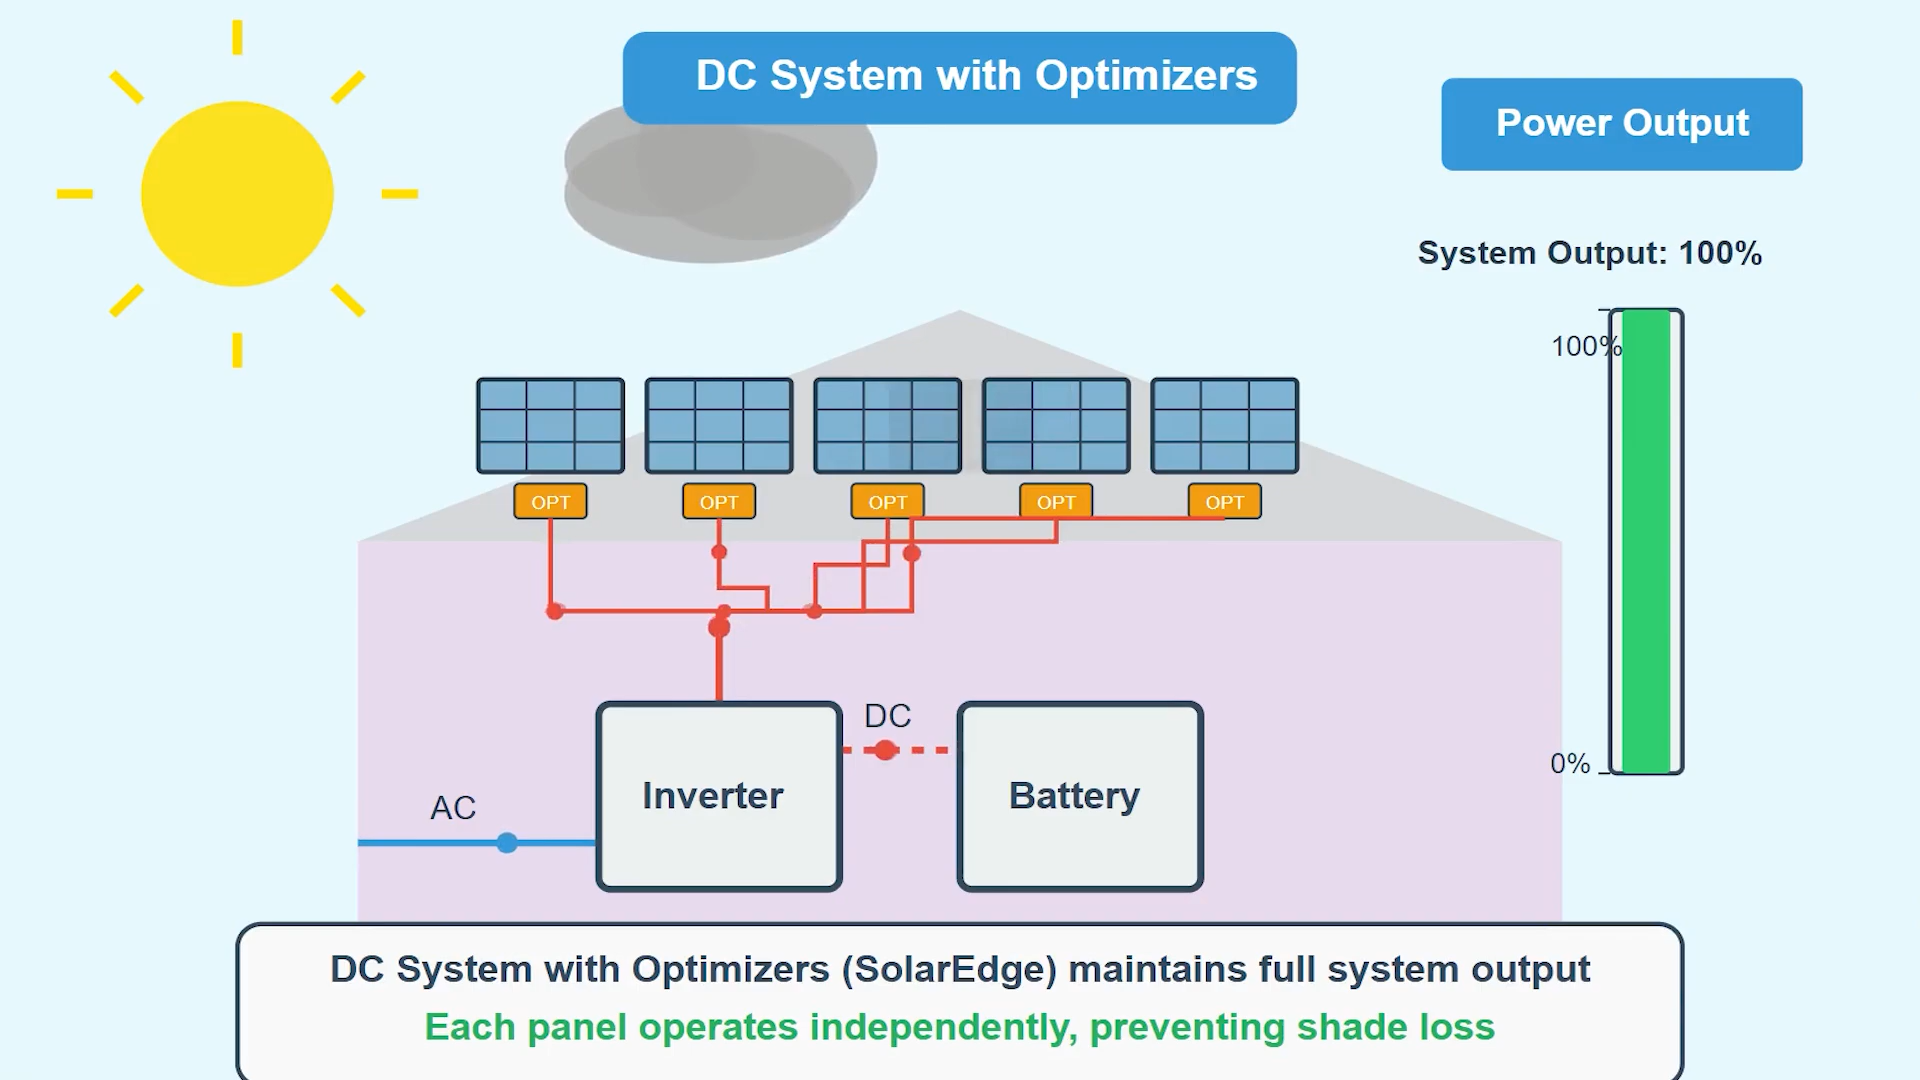 DC System with Optimizers
Power Output
System Output: 100%
100%
OPT OPT OPT OPT OPT
DC
Inverter
Battery
0%
AC
DC System with Optimizers (SolarEdge) maintains full system output
Each panel operates independently, preventing shade loss